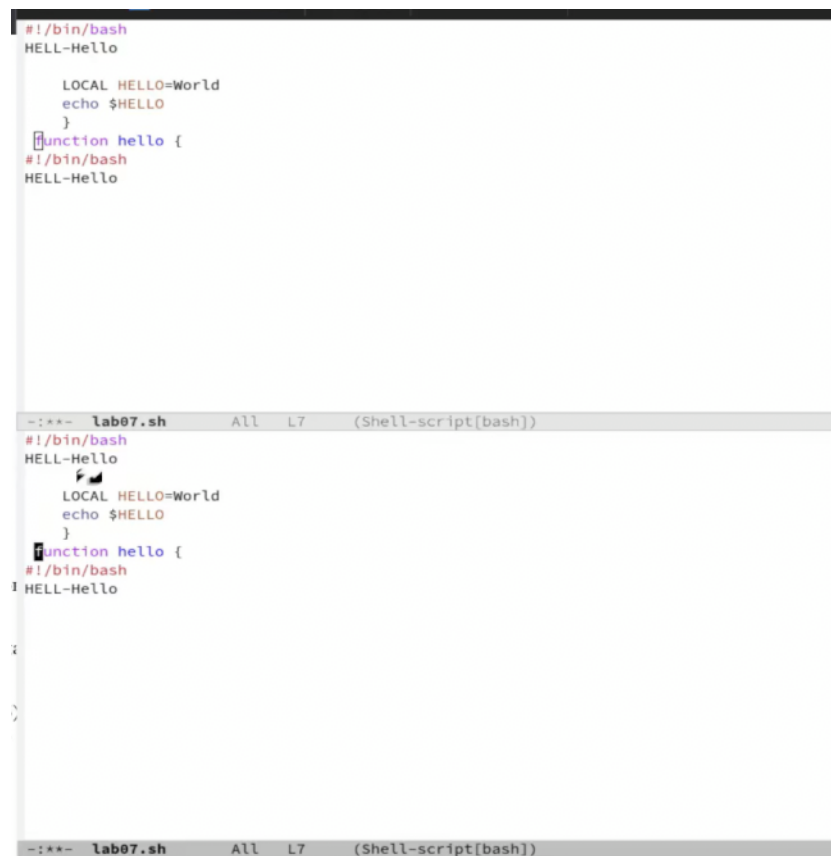 #!/bin/bash
HELL-Hello
LOCAL HELLO=World
echo $HELLO
}
function hello {
#!/bin/bash
HELL-Hello
-:**- lab07.sh All L7 (Shell-script[bash])
#!/bin/bash
HELL-Hello
LOCAL HELLO=World
echo $HELLO
}
function hello {
#!/bin/bash
HELL-Hello
-:**- lab07.sh All L7 (Shell-script[bash])